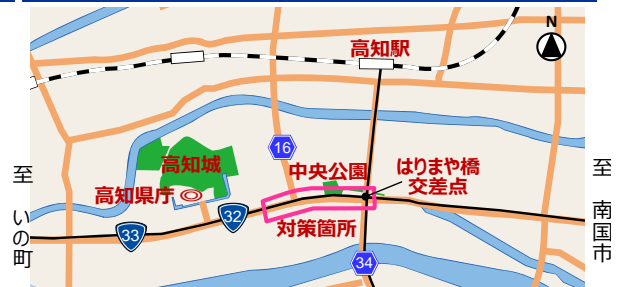 N
高知駅
16
高知城
中央公園
はりまや橋
交差点
高知県庁
至 いの町
至 南国市
32
対策箇所
33
34